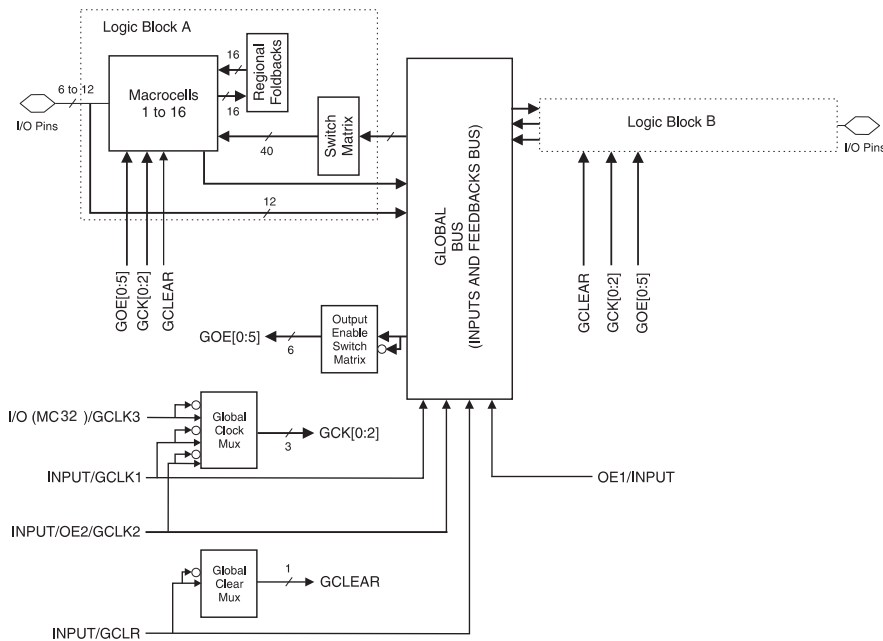 Logic Block A
6 to 12
I/O Pins
Macrocells
1 to 16
16
16
Regional
Foldbacks
40
Switch
Matrix
12
GOE[0:5]
GCK[0:2]
GCLEAR
GLOBAL
BUS
(INPUTS AND FEEDBACKS BUS)
Logic Block B
I/O Pins
GCLEAR
GCK[0:2]
GOE[0:5]
GOE[0:5]
6
Output
Enable
Switch
Matrix
I/O (MC32 )/GCLK3
Global
Clock
Mux
3
GCK[0:2]
INPUT/GCLK1
OE1/INPUT
INPUT/OE2/GCLK2
Global
Clear
Mux
1
GCLEAR
INPUT/GCLR